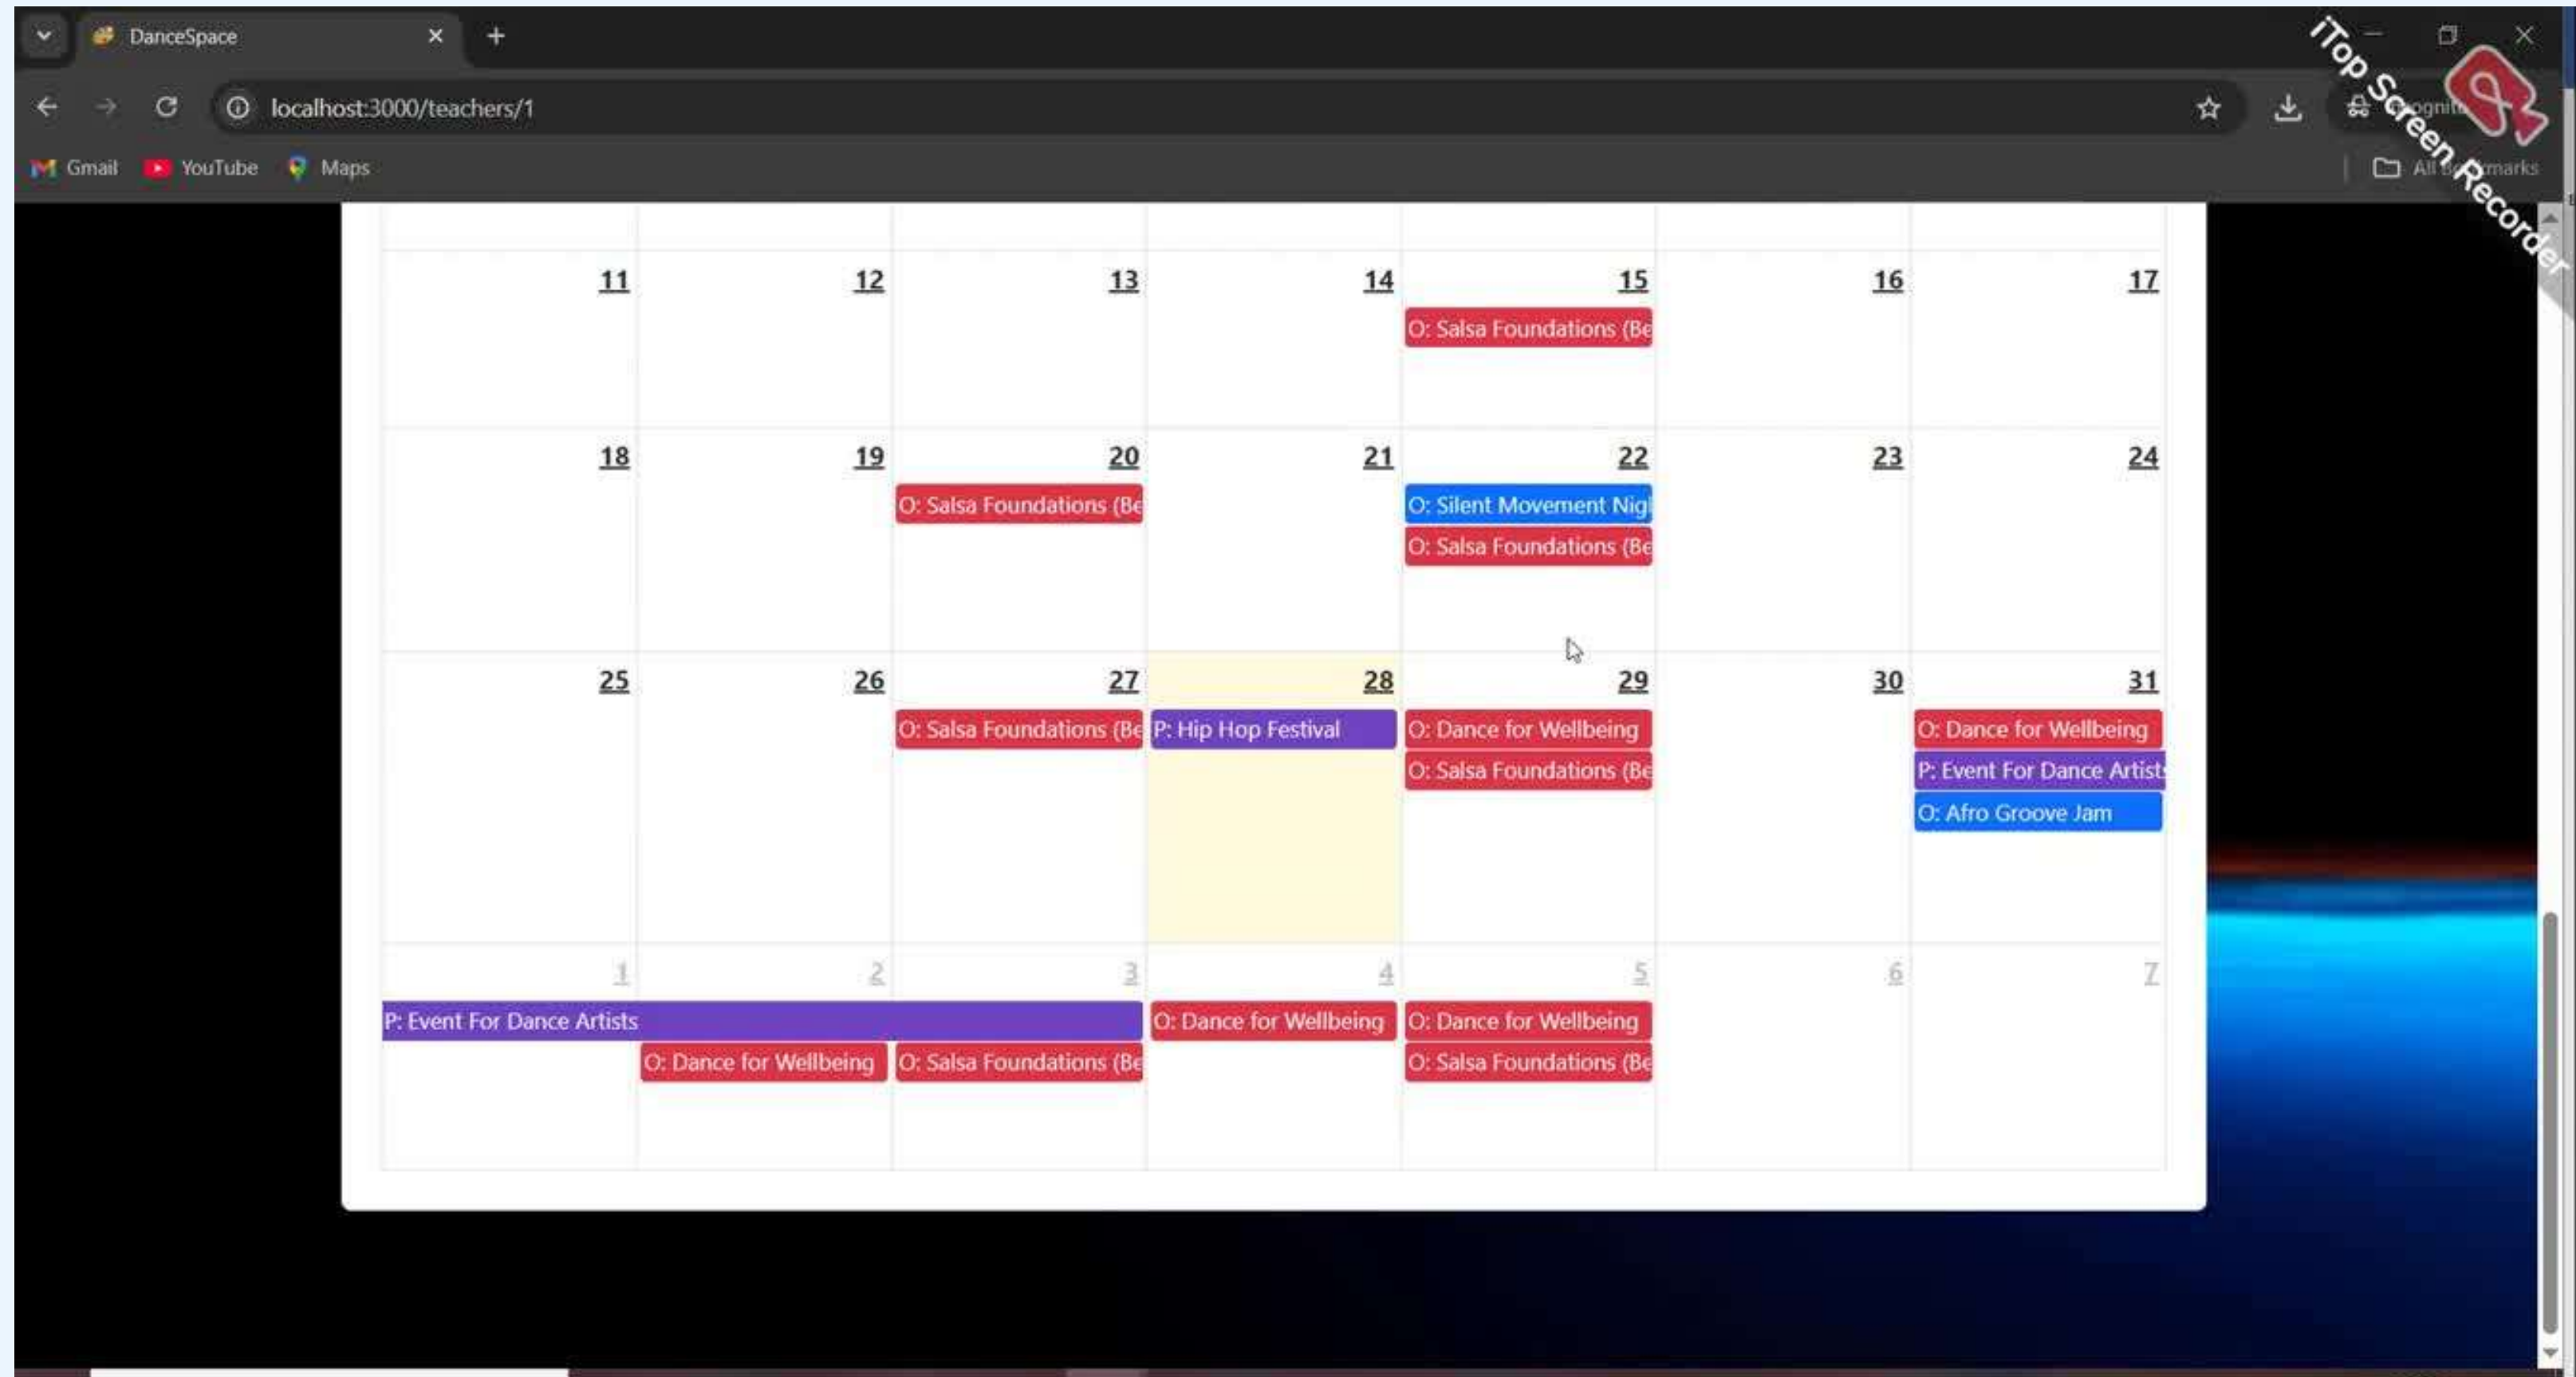 DanceSpace
localhost:3000/teachers/1
Gmail YouTube Maps
iTop Screen Recorder
11 12 13 14 15 16 17
O: Salsa Foundations (Be
18 19 20 21 22 23 24
O: Salsa Foundations (Be O: Silent Movement Nig
O: Salsa Foundations (Be
25 26 27 28 29 30 31
O: Salsa Foundations (Be P: Hip Hop Festival O: Dance for Wellbeing O: Dance for Wellbeing
O: Salsa Foundations (Be P: Event For Dance Artists
O: Afro Groove Jam
1 2 3 4 5 6 7
P: Event For Dance Artists O: Dance for Wellbeing O: Dance for Wellbeing
O: Dance for Wellbeing O: Salsa Foundations (Be O: Salsa Foundations (Be